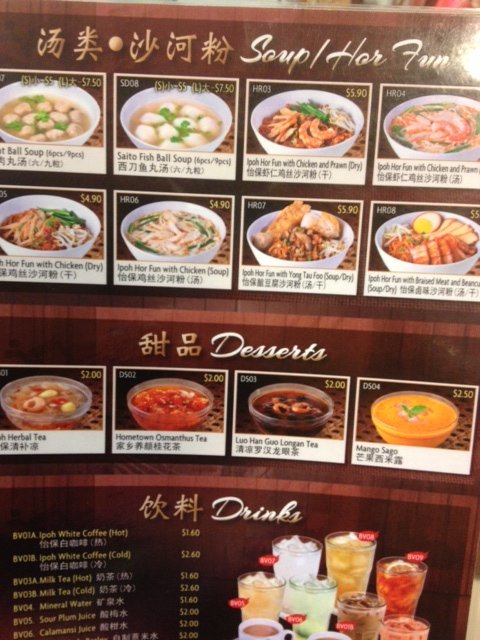 汤类•沙河粉 Soup/Hor Fun
(S)小-$5 (L)大-$7.50
SD08 (S)小-$5 (L)大-$7.50
HR03 $5.90
HR04
Ball Soup (6pcs/9pcs)
肉丸汤 (六/九粒)
Saito Fish Ball Soup (6pcs/9pcs)
西刀鱼丸汤 (六/九粒)
Ipoh Hor Fun with Chicken and Prawn (Dry)
怡保虾仁鸡丝沙河粉 (干)
Ipoh Hor Fun with Chicken and Prawn
怡保虾仁鸡丝沙河粉 (汤)
$4.90
HR06 $4.90
HR07 $5.90
HR08
Hor Fun with Chicken (Dry)
保鸡丝沙河粉 (干)
Ipoh Hor Fun with Chicken (Soup)
怡保鸡丝沙河粉 (汤)
Ipoh Hor Fun with Yong Tau Foo (Soup/Dry)
怡保酿豆腐沙河粉 (汤/干)
Ipoh Hor Fun with Braised Meat and Beancu
(Soup/Dry) 怡保卤味沙河粉 (汤/干)
甜品 Desserts
$2.00
DS02 $2.00
DS03 $2.00
DS04 $2.50
Herbal Tea
保清补凉
Hometown Osmanthus Tea
家乡养颜桂花茶
Luo Han Guo Longan Tea
清凉罗汉龙眼茶
Mango Sago
芒果西米露
饮料 Drinks
BV01A. Ipoh White Coffee (Hot) $1.60
怡保白咖啡 (热)
BV01B. Ipoh White Coffee (Cold) $2.60
怡保白咖啡 (冷)
BV03A. Milk Tea (Hot) 奶茶 (热) $1.60
BV03B. Milk Tea (Cold) 奶茶 (冷) $2.60
BV04. Mineral Water 矿泉水 $1.60
BV05. Sour Plum Juice 酸梅水 $2.00
BV06. Calamansi Juice 酸柑水 $2.00
自制薏米水 $2.00
BV08
BV07
BV09
BV05
BV06